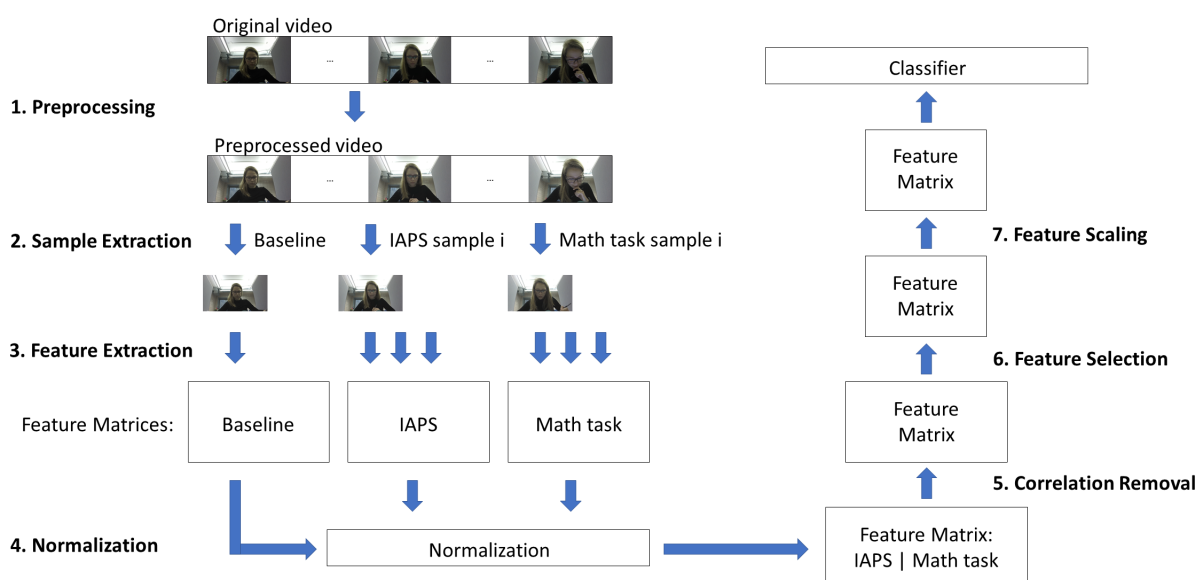 Original video
...
...
1. Preprocessing
Preprocessed video
...
...
2. Sample Extraction
Baseline
IAPS sample i
Math task sample i
3. Feature Extraction
Feature Matrices:
Baseline
IAPS
Math task
4. Normalization
Normalization
Feature Matrix:
IAPS | Math task
5. Correlation Removal
Feature
Matrix
6. Feature Selection
Feature
Matrix
7. Feature Scaling
Feature
Matrix
Classifier